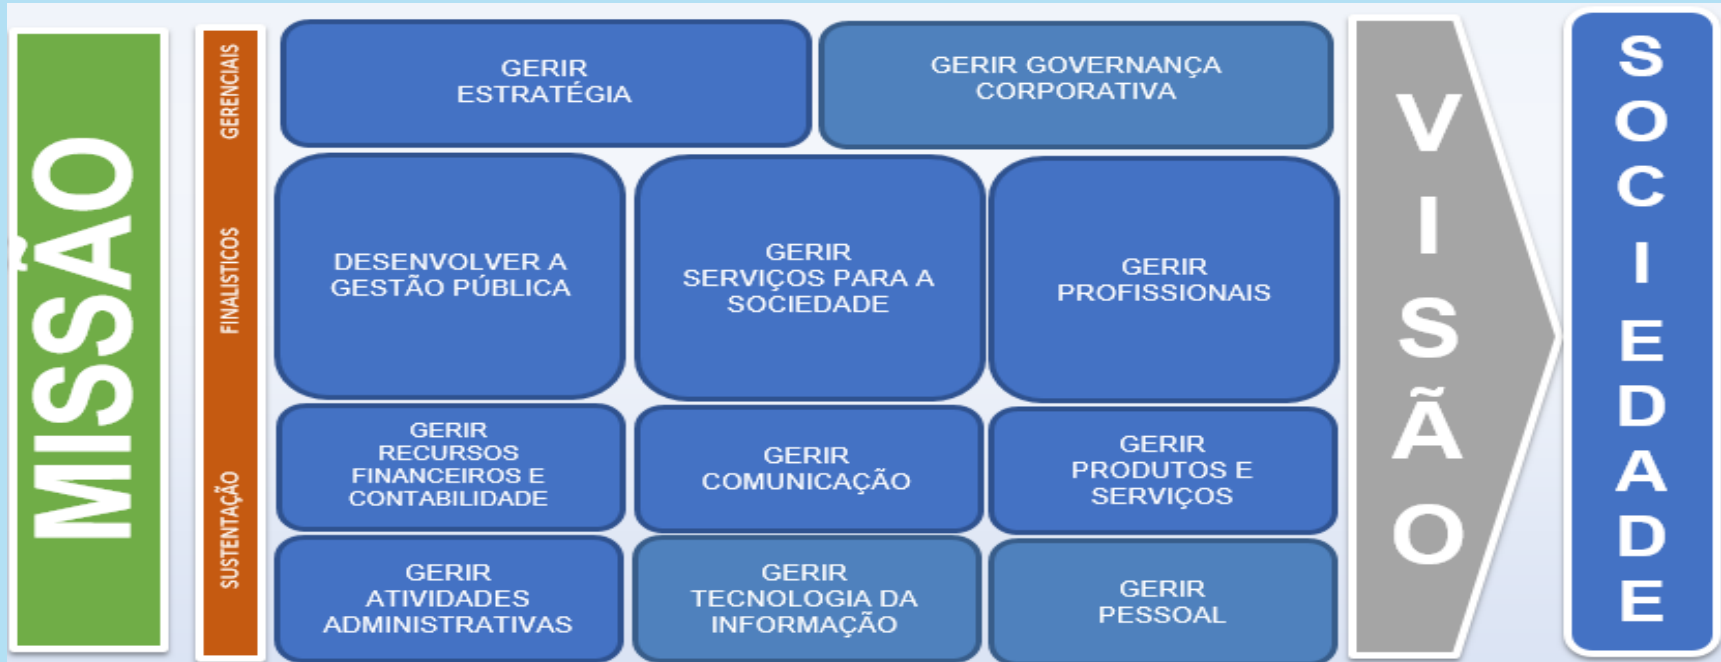 MISSÃO
GERENCIAIS
FINALISTICOS
SUSTENTAÇÃO
GERIR
ESTRATÉGIA
GERIR GOVERNANÇA
CORPORATIVA
DESENVOLVER A
GESTÃO PÚBLICA
GERIR
SERVIÇOS PARA A
SOCIEDADE
GERIR
PROFISSIONAIS
GERIR
RECURSOS
FINANCEIROS E
CONTABILIDADE
GERIR
COMUNICAÇÃO
GERIR
PRODUTOS E
SERVIÇOS
GERIR
ATIVIDADES
ADMINISTRATIVAS
GERIR
TECNOLOGIA DA
INFORMAÇÃO
GERIR
PESSOAL
VISÃO
SOCIEDADE